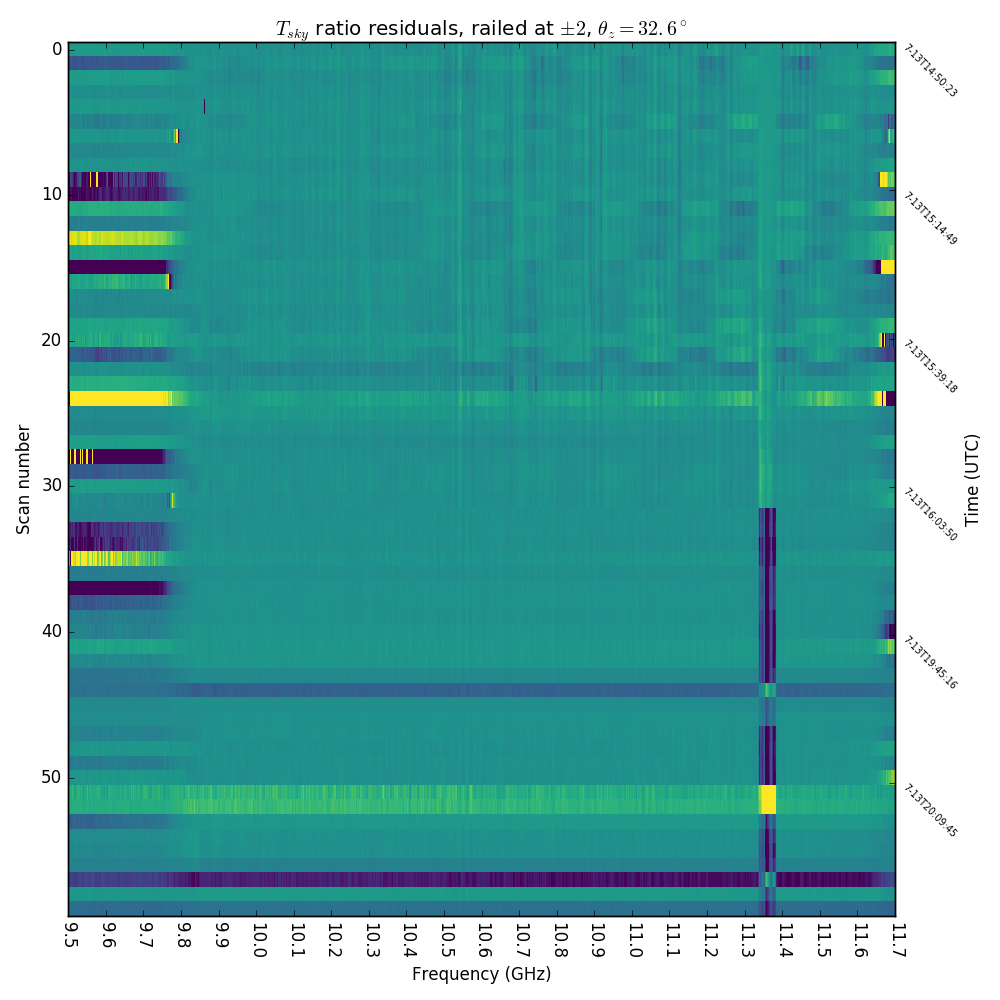 T_sky ratio residuals, railed at ±2, θ_z = 32.6°
0
10
20
30
40
50
Scan number
7-13T14:50:23
7-13T15:14:49
7-13T15:39:18
7-13T16:03:50
7-13T19:45:16
7-13T20:09:45
Time (UTC)
9.5 9.6 9.7 9.8 9.9 10.0 10.1 10.2 10.3 10.4 10.5 10.6 10.7 10.8 10.9 11.0 11.1 11.2 11.3 11.4 11.5 11.6 11.7
Frequency (GHz)